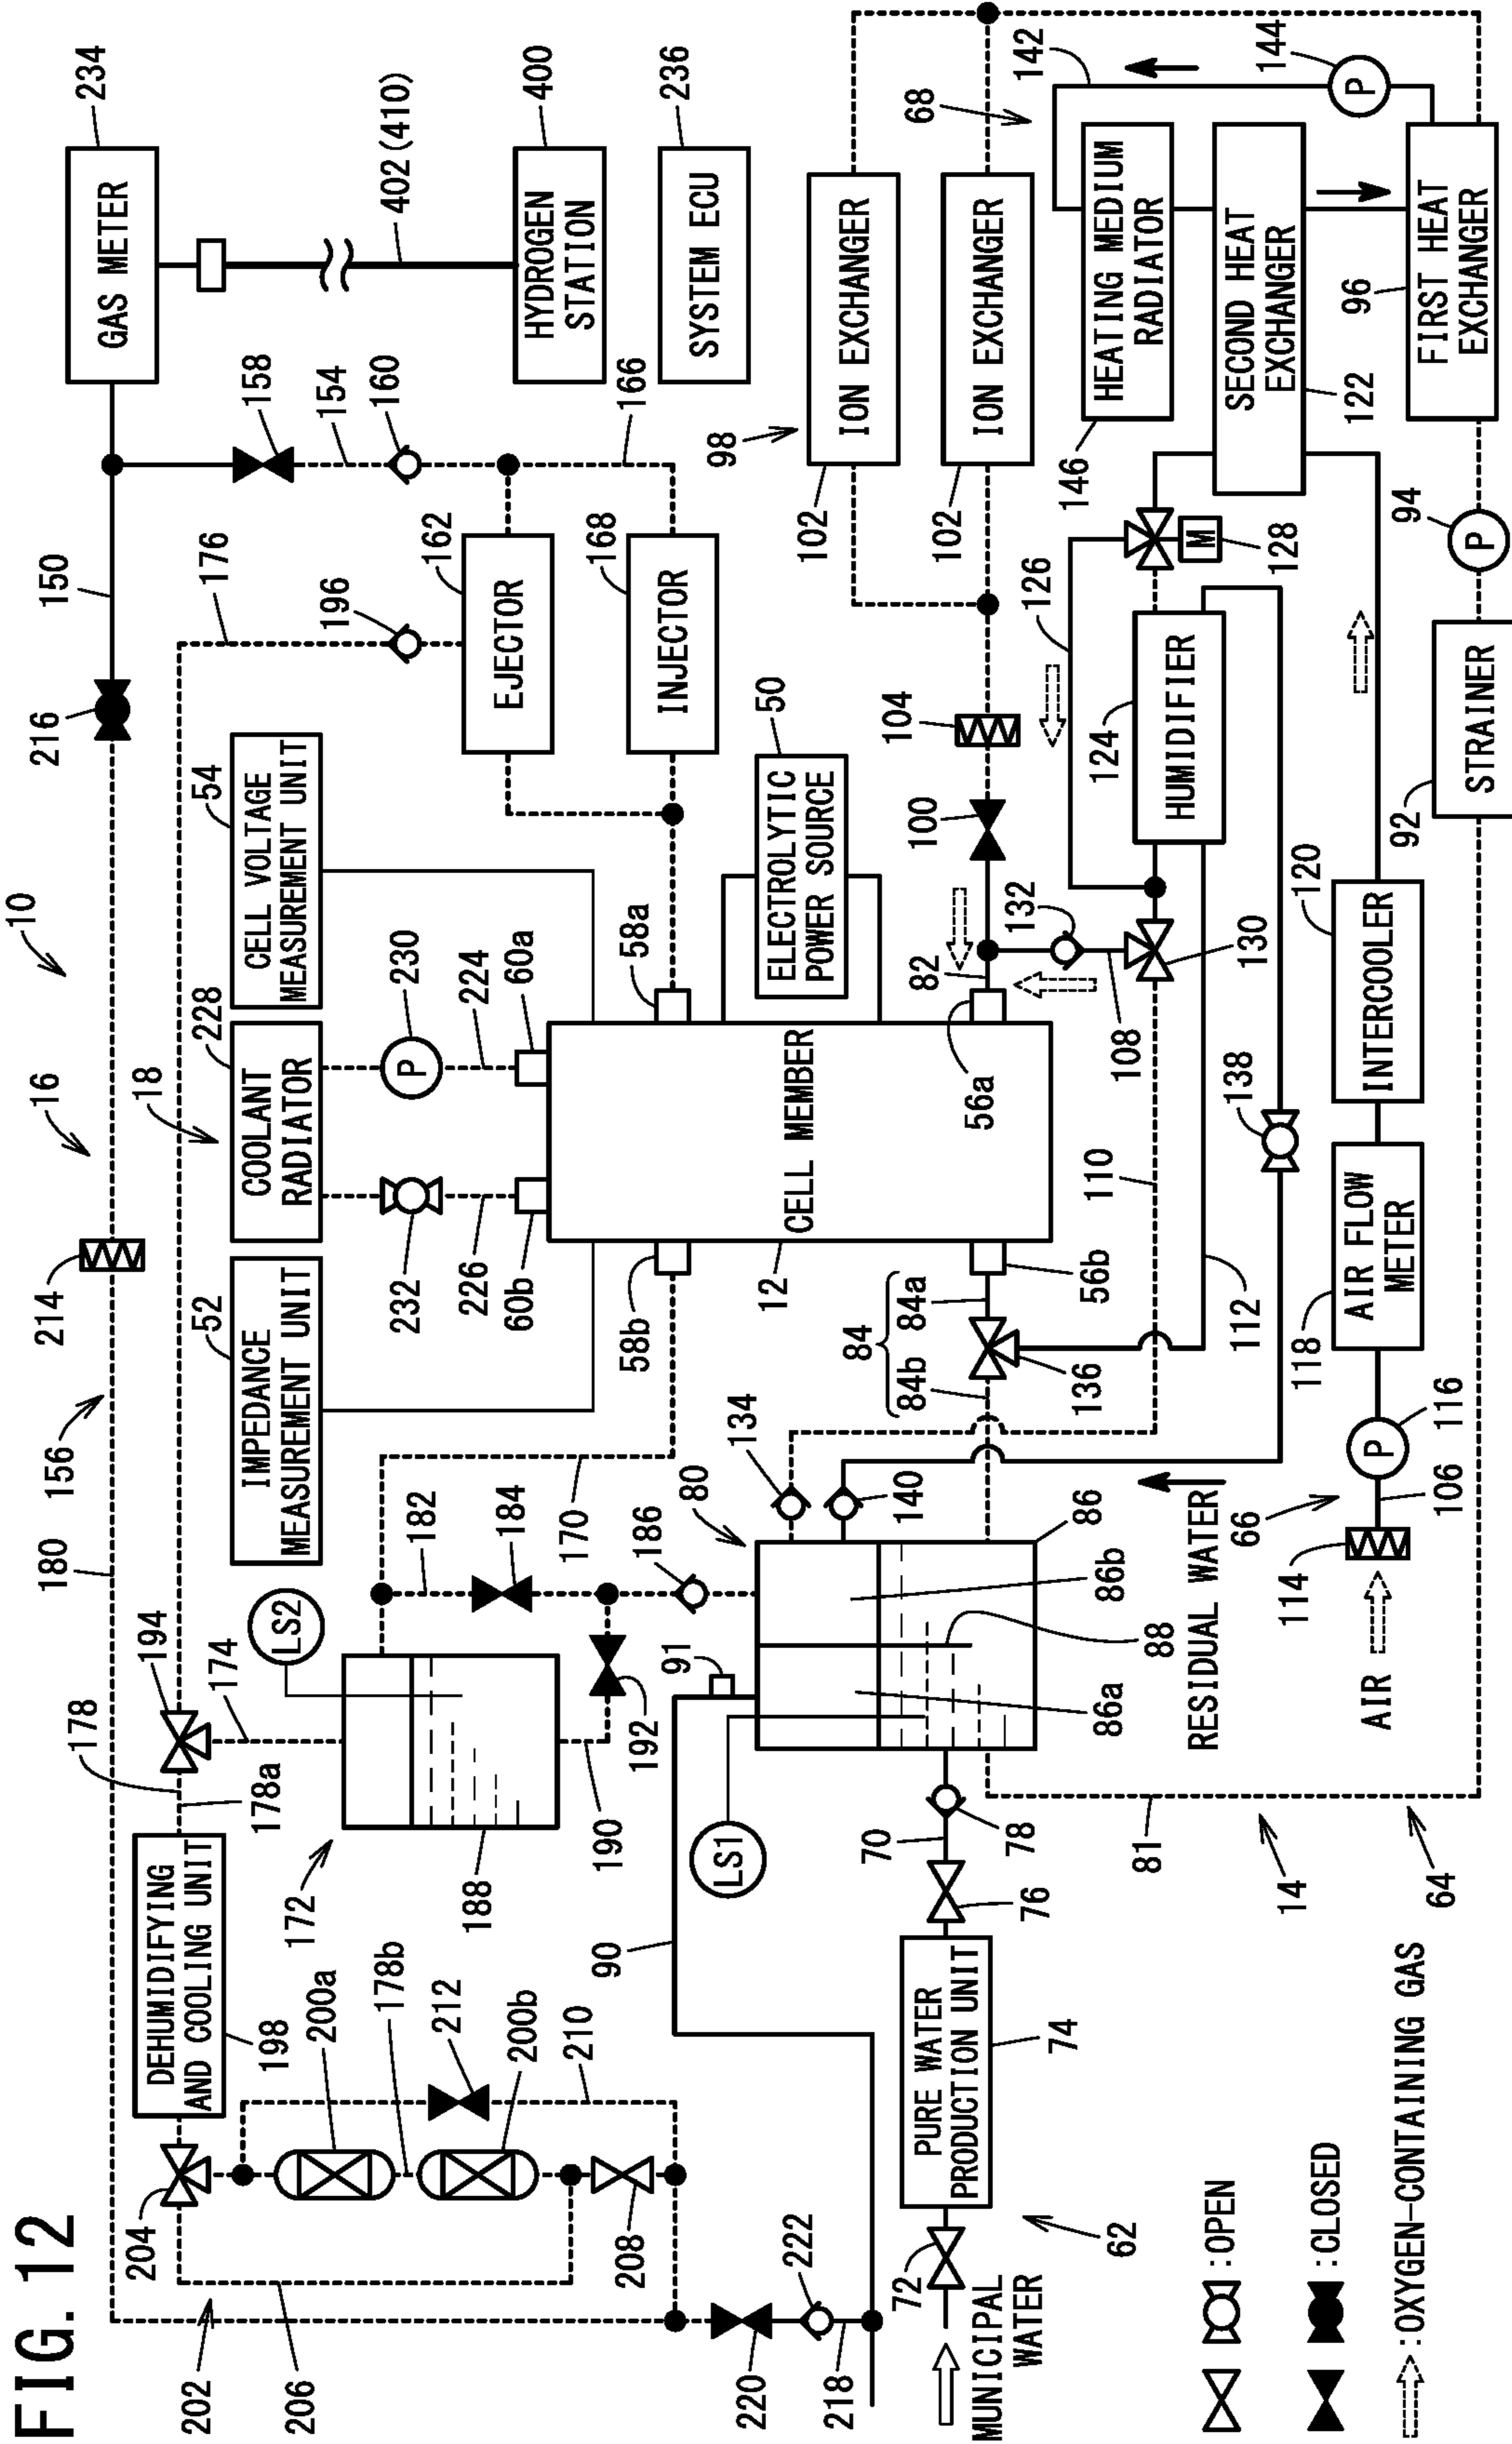 FIG. 12
10
16
156
180
214
216
150
234
GAS METER
402(410)
HYDROGEN
STATION
400
SYSTEM ECU
236
158
154
160
166
176
196
162
EJECTOR
168
INJECTOR
54
CELL VOLTAGE
MEASUREMENT UNIT
228
18
COOLANT
RADIATOR
52
IMPEDANCE
MEASUREMENT UNIT
230
P
224
60a
232
226
60b
58a
58b
ELECTROLYTIC
POWER SOURCE
50
CELL MEMBER
12
56a
56b
82
84
84a
84b
136
178
194
174
178a
LS2
172
188
182
184
186
190
192
170
DEHUMIDIFYING
AND COOLING UNIT
198
204
202
206
200a
178b
200b
212
210
208
220
222
218
90
LS1
91
80
134
140
86
86a
86b
88
RESIDUAL WATER
MUNICIPAL
WATER
72
PURE WATER
PRODUCTION UNIT
74
62
76
70
78
81
14
64
AIR
114
66
106
P
116
118
AIR FLOW
METER
INTERCOOLER
120
138
112
110
108
130
132
100
104
98
102
ION EXCHANGER
102
ION EXCHANGER
126
124
HUMIDIFIER
M
128
68
142
144
P
146
HEATING MEDIUM
RADIATOR
SECOND HEAT
EXCHANGER
122
96
FIRST HEAT
EXCHANGER
94
P
92
STRAINER
:OPEN
:CLOSED
:OXYGEN-CONTAINING GAS